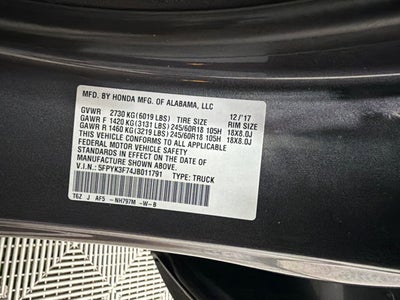 MFD. BY HONDA MFG. OF ALABAMA, LLC
12/'17
GVWR 2730 KG(6019 LBS) TIRE SIZE RIM SIZE
GAWR F 1420 KG(3131 LBS) 245/60R18 105H 18X8.0J
GAWR R 1460 KG(3219 LBS) 245/60R18 105H 18X8.0J
THIS VEHICLE CONFORMS TO ALL APPLICABLE
FEDERAL MOTOR VEHICLE SAFETY
STANDARDS IN EFFECT ON THE DATE OF
MANUFACTURE SHOWN ABOVE.
V.I.N.: 5FPYK3F74JB011791 TYPE: TRUCK
T6Z J AF5 -NH797M -W-B